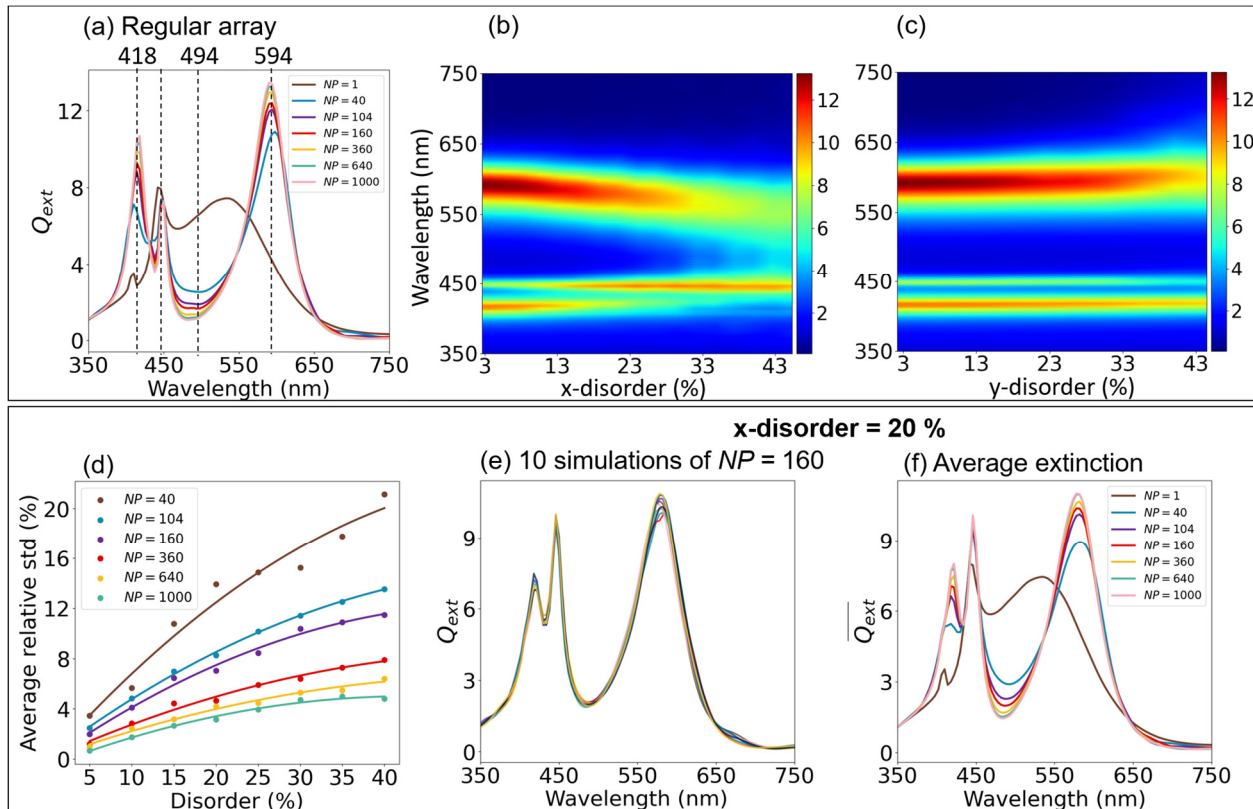 (a) Regular array
418 494 594
Q_ext
12
8
4
0
350 450 550 650 750
Wavelength (nm)
NP = 1
NP = 40
NP = 104
NP = 160
NP = 360
NP = 640
NP = 1000
(b)
Wavelength (nm)
750
650
550
450
350
3 13 23 33 43
x-disorder (%)
12
10
8
6
4
2
(c)
750
650
550
450
350
3 13 23 33 43
y-disorder (%)
12
10
8
6
4
2
x-disorder = 20 %
(d)
Average relative std (%)
20
16
12
8
4
0
5 10 15 20 25 30 35 40
Disorder (%)
NP = 40
NP = 104
NP = 160
NP = 360
NP = 640
NP = 1000
(e) 10 simulations of NP = 160
Q_ext
9
6
3
0
350 450 550 650 750
Wavelength (nm)
(f) Average extinction
Q_ext
9
6
3
0
350 450 550 650 750
Wavelength (nm)
NP = 1
NP = 40
NP = 104
NP = 160
NP = 360
NP = 640
NP = 1000